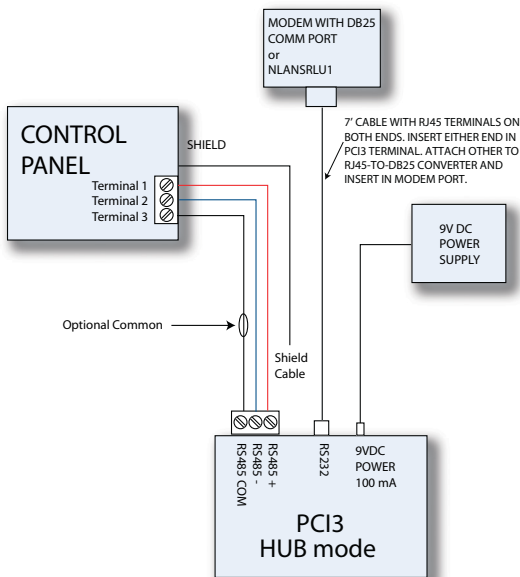 MODEM WITH DB25
COMM PORT
or
NLANSRLU1
7' CABLE WITH RJ45 TERMINALS ON
BOTH ENDS. INSERT EITHER END IN
PCI3 TERMINAL. ATTACH OTHER TO
RJ45-TO-DB25 CONVERTER AND
INSERT IN MODEM PORT.
CONTROL
PANEL
SHIELD
Terminal 1
Terminal 2
Terminal 3
9V DC
POWER
SUPPLY
Optional Common
Shield
Cable
RS485 COM
RS485 -
RS485 +
RS232
9VDC
POWER
100 mA
PCI3
HUB mode